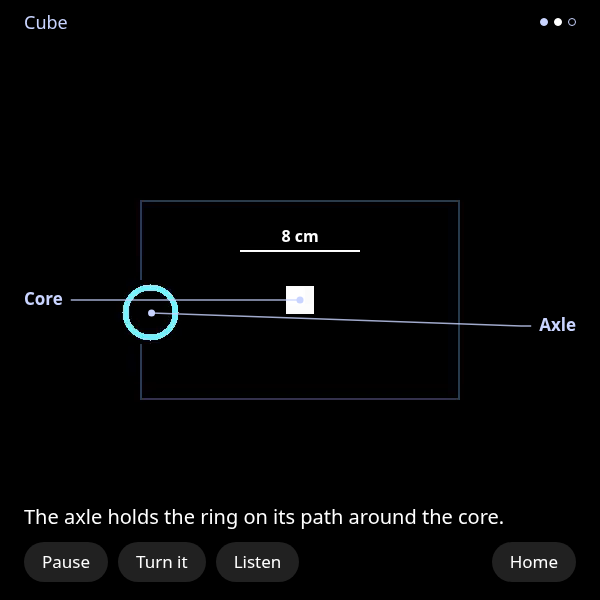 Cube
8 cm
Core
Axle
The axle holds the ring on its path around the core.
Pause
Turn it
Listen
Home